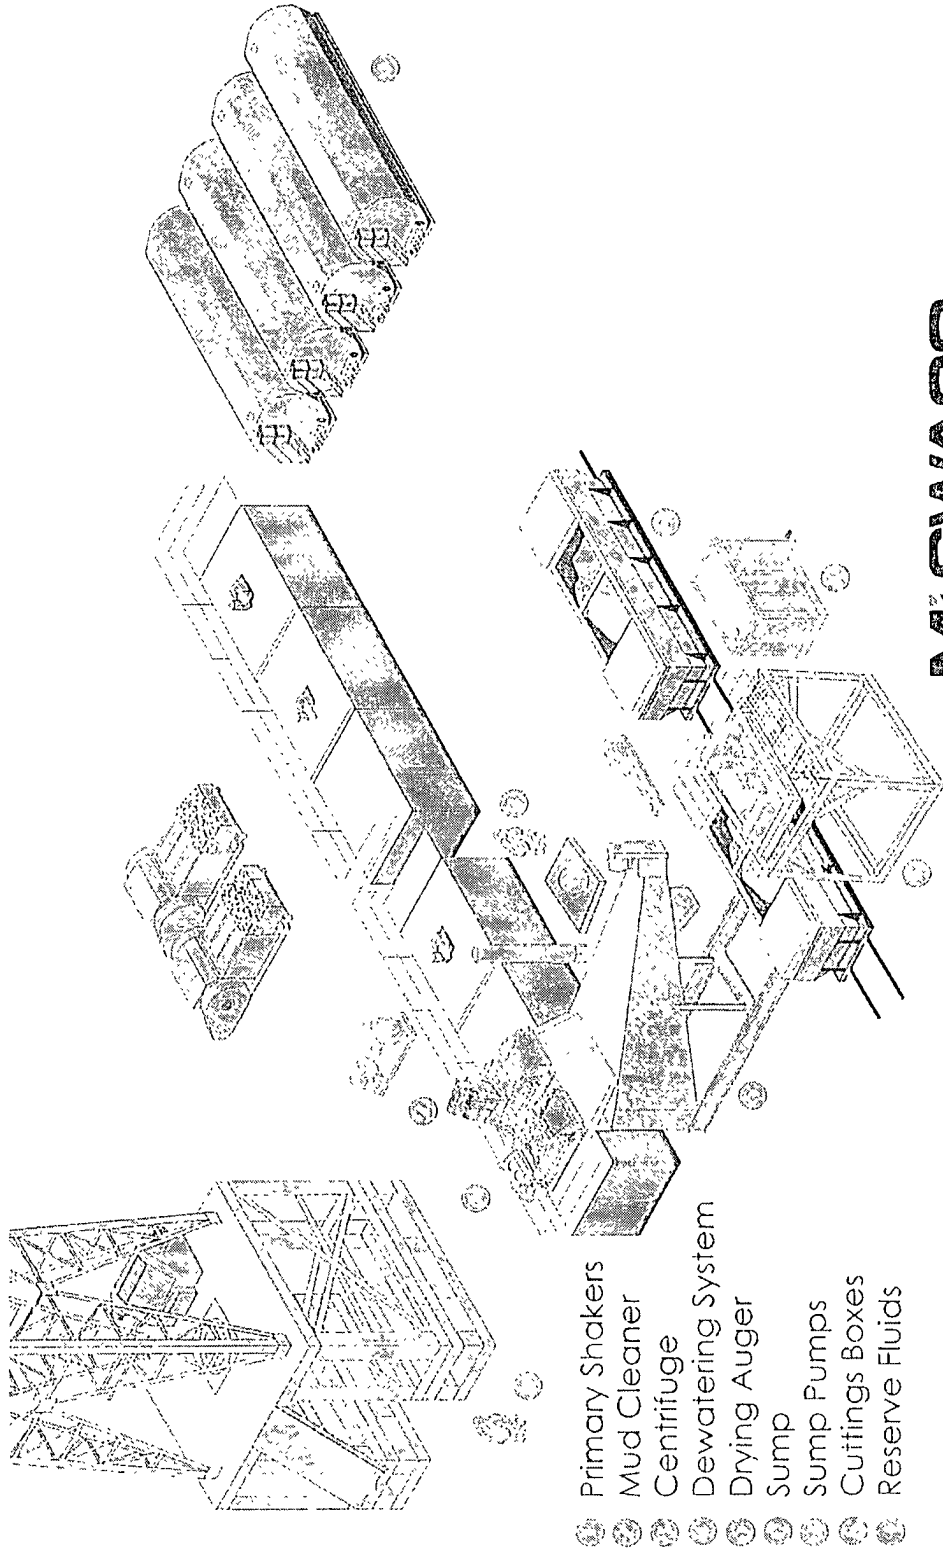 Primary Shakers
Mud Cleaner
Centrifuge
Dewatering System
Drying Auger
Sump
Sump Pumps
Cuttings Boxes
Reserve Fluids